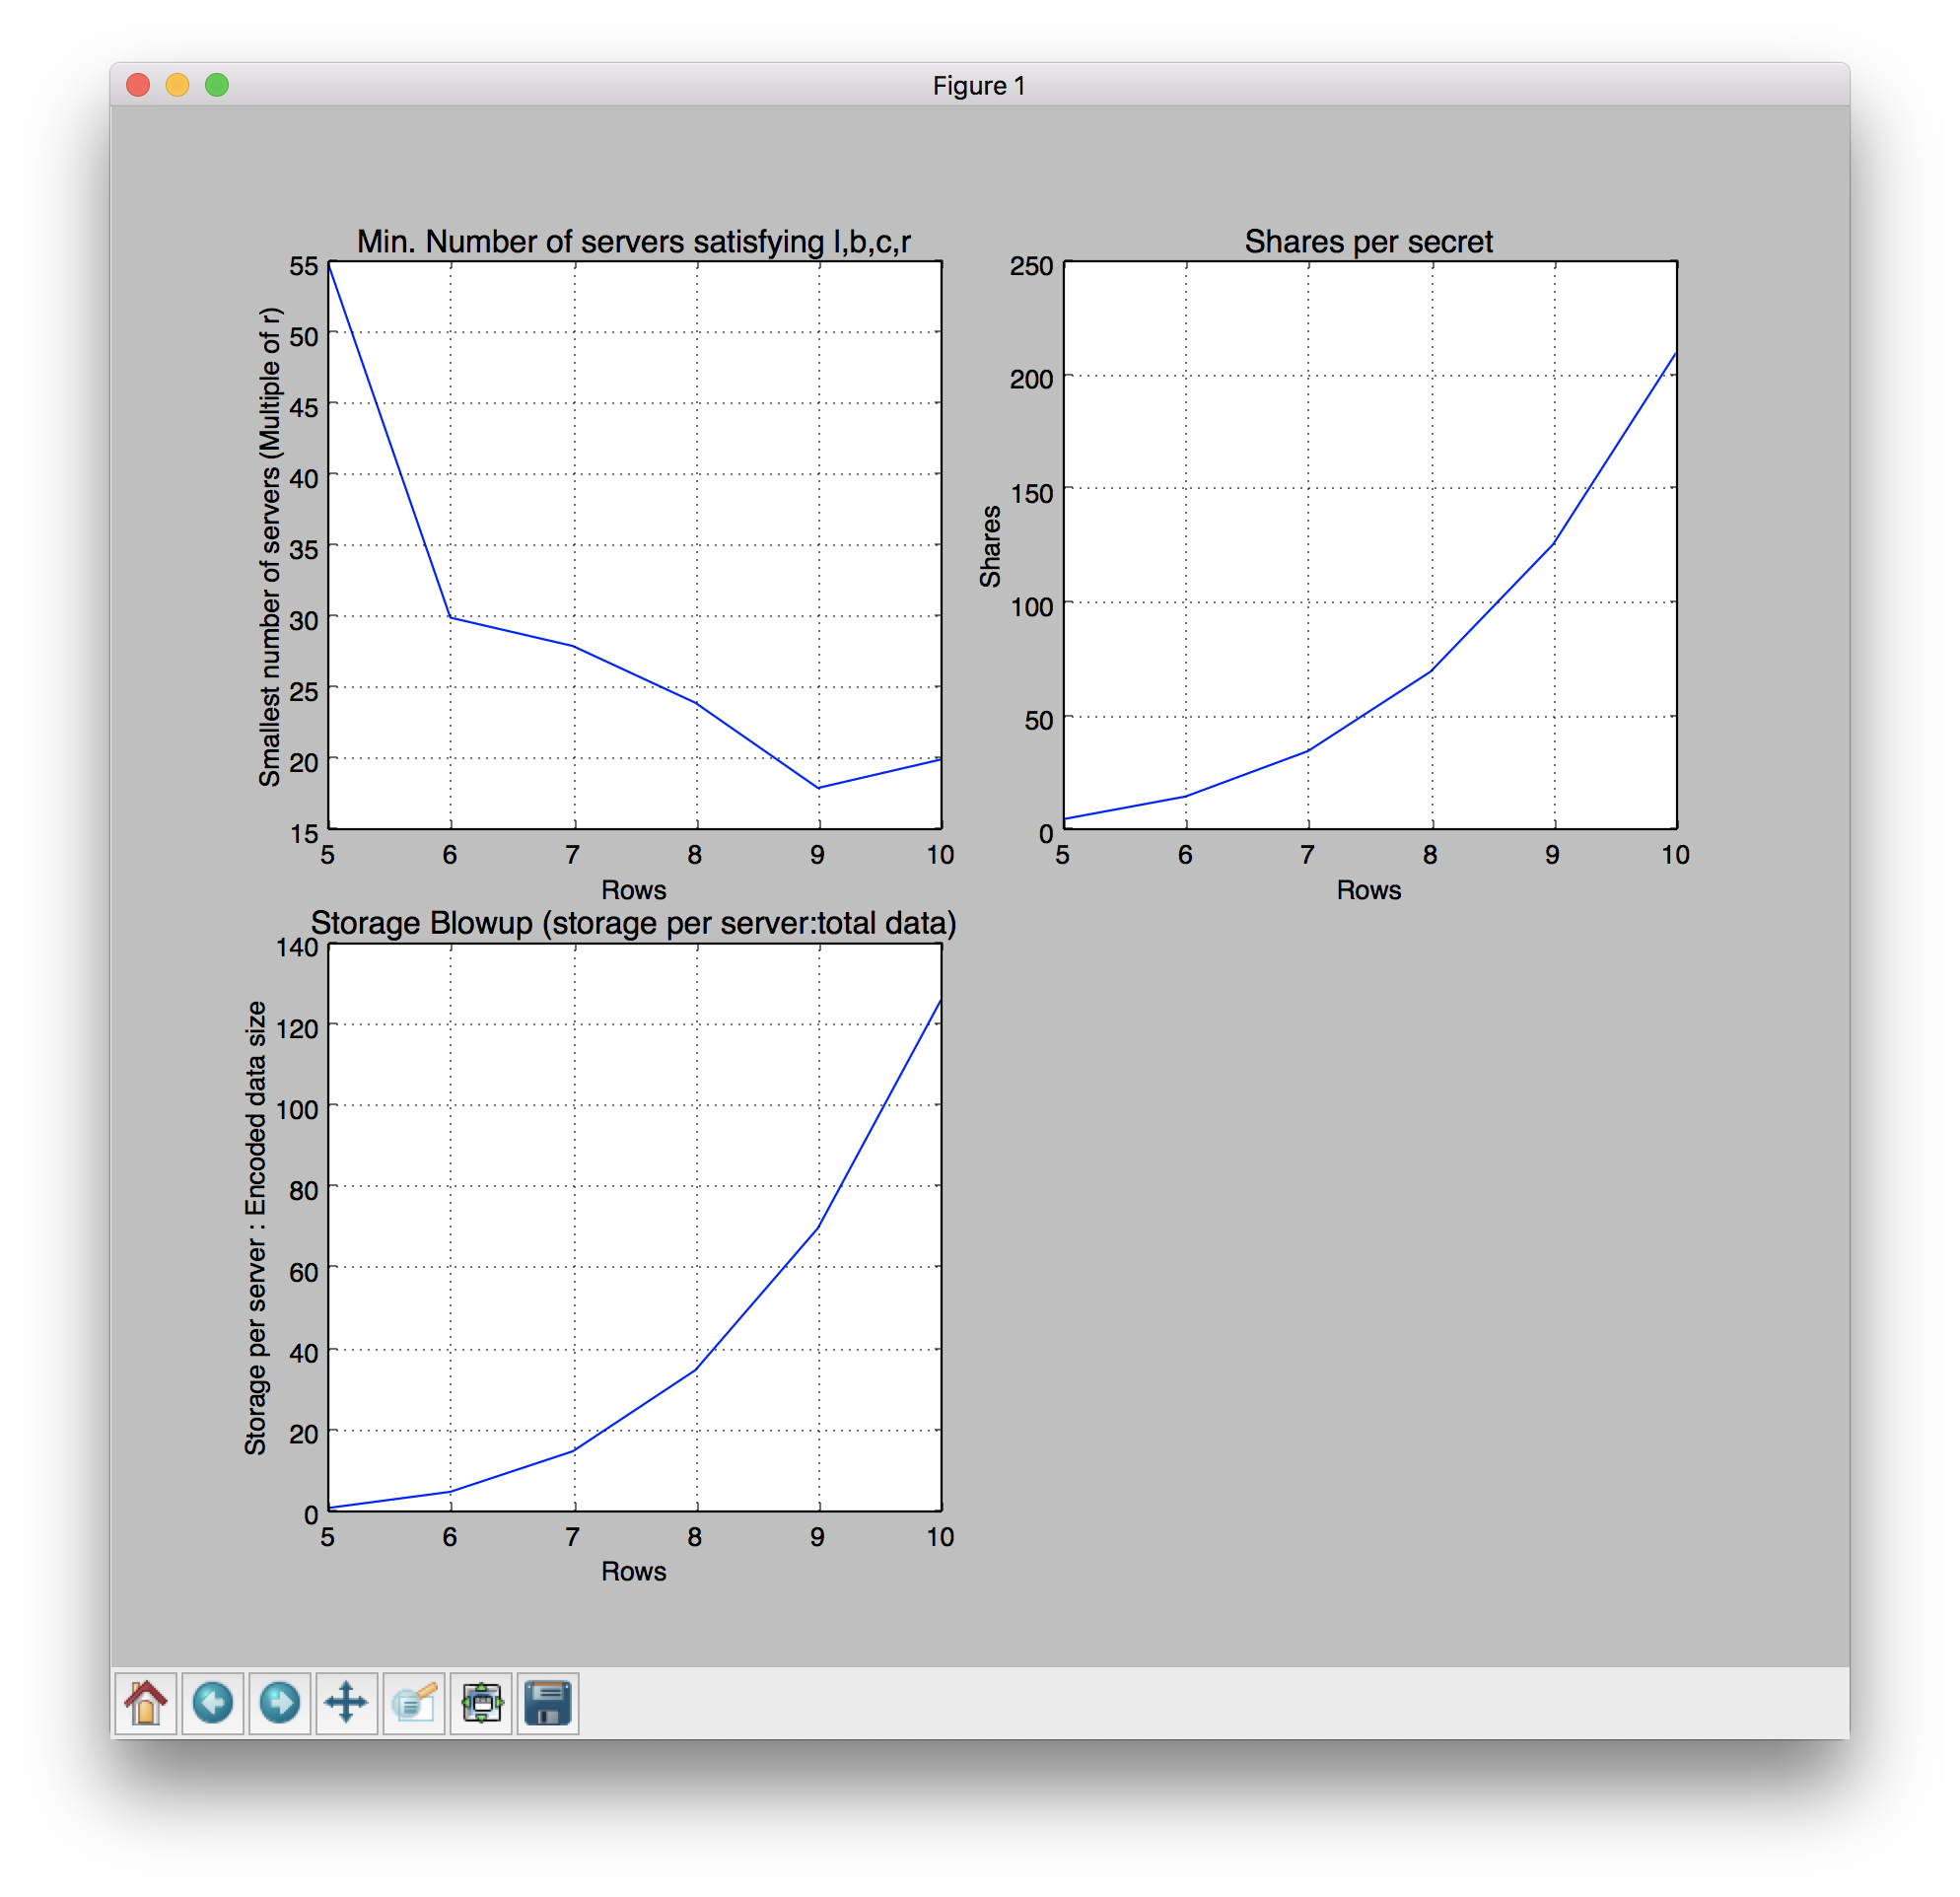 Figure 1
Min. Number of servers satisfying l,b,c,r
Smallest number of servers (Multiple of r)
55
50
45
40
35
30
25
20
15
5 6 7 8 9 10
Rows
Shares per secret
Shares
250
200
150
100
50
0
5 6 7 8 9 10
Rows
Storage Blowup (storage per server:total data)
Storage per server : Encoded data size
140
120
100
80
60
40
20
0
5 6 7 8 9 10
Rows